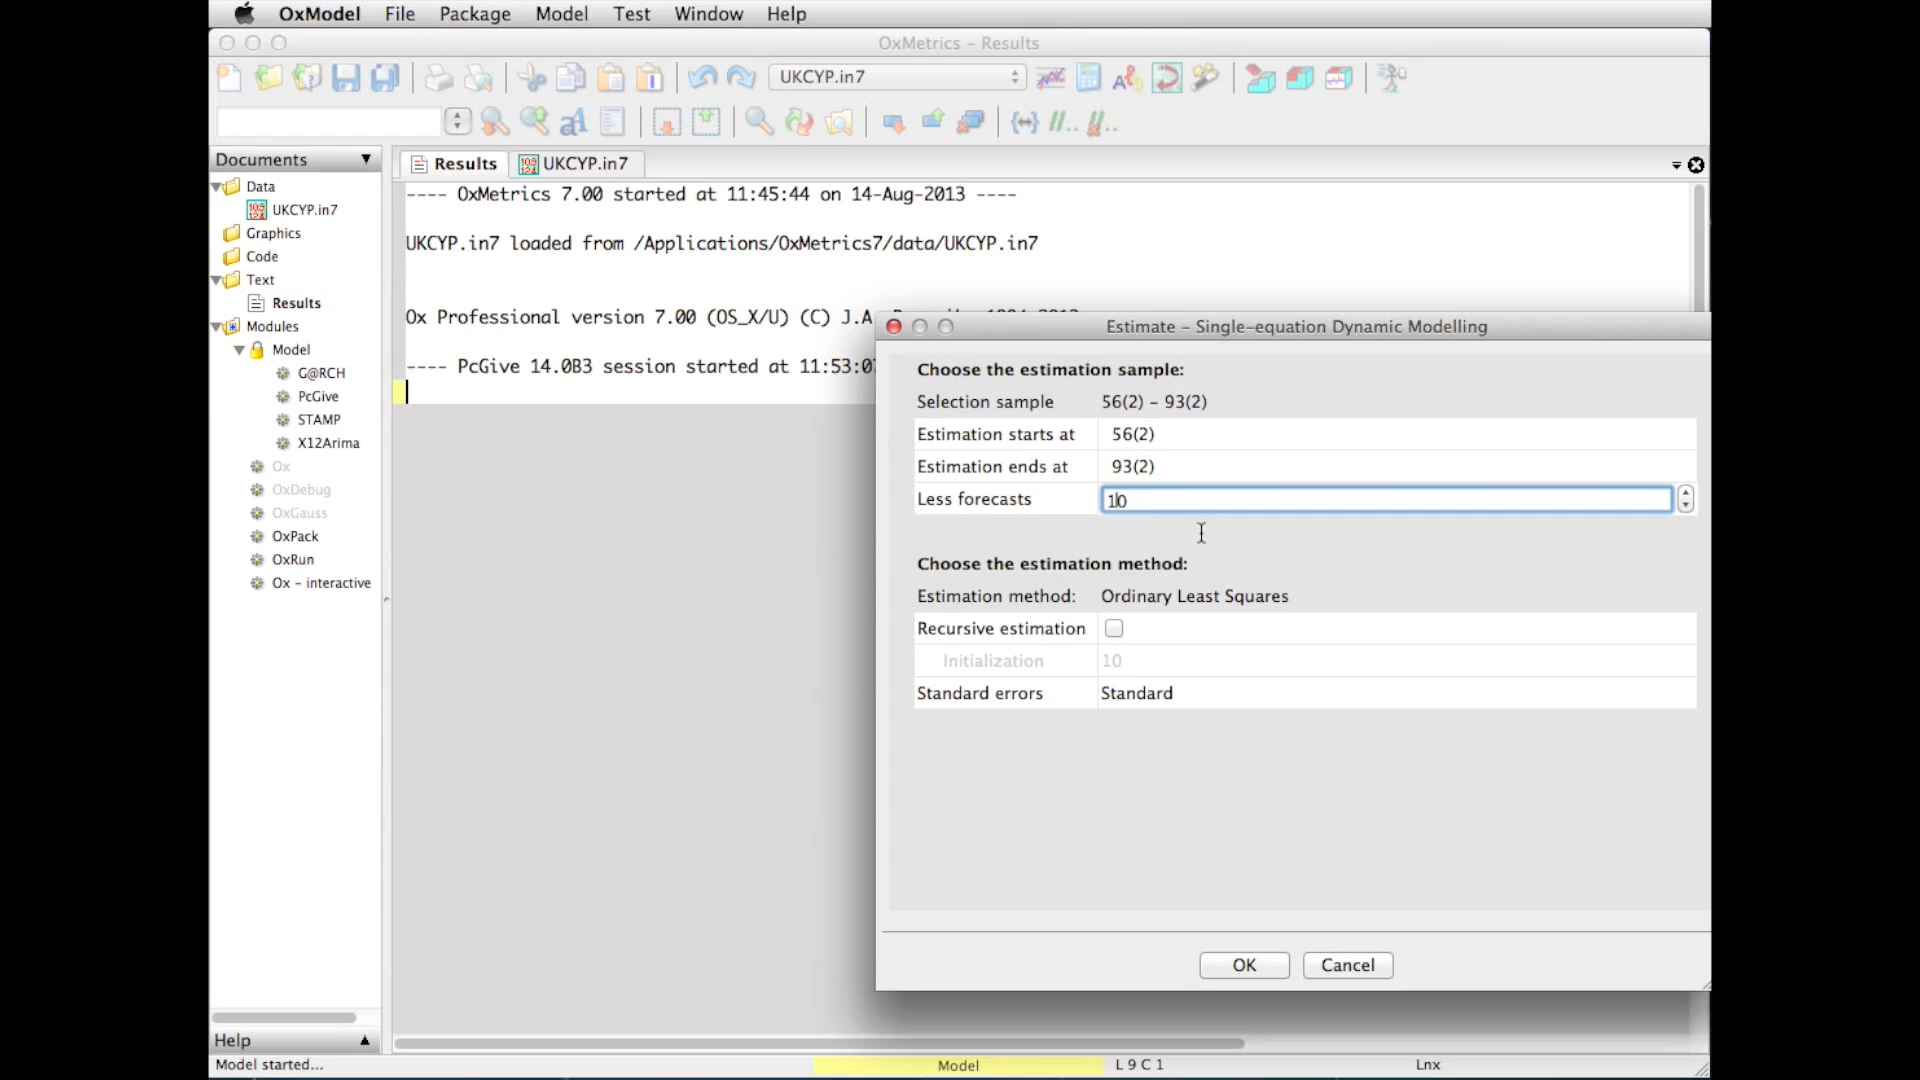 OxModel File Package Model Test Window Help
OxMetrics - Results
UKCYP.in7
Documents
Results UKCYP.in7
Data
UKCYP.in7
Graphics
Code
Text
Results
Modules
Model
G@RCH
PcGive
STAMP
X12Arima
Ox
OxDebug
OxGauss
OxPack
OxRun
Ox - interactive
Help
---- OxMetrics 7.00 started at 11:45:44 on 14-Aug-2013 ----
UKCYP.in7 loaded from /Applications/OxMetrics7/data/UKCYP.in7
Ox Professional version 7.00 (OS_X/U) (C) J.A.
---- PcGive 14.0B3 session started at 11:53:0
Estimate - Single-equation Dynamic Modelling
Choose the estimation sample:
Selection sample 56(2) - 93(2)
Estimation starts at 56(2)
Estimation ends at 93(2)
Less forecasts 10
Choose the estimation method:
Estimation method: Ordinary Least Squares
Recursive estimation
Initialization 10
Standard errors Standard
OK Cancel
Model started... Model L 9 C 1 Lnx